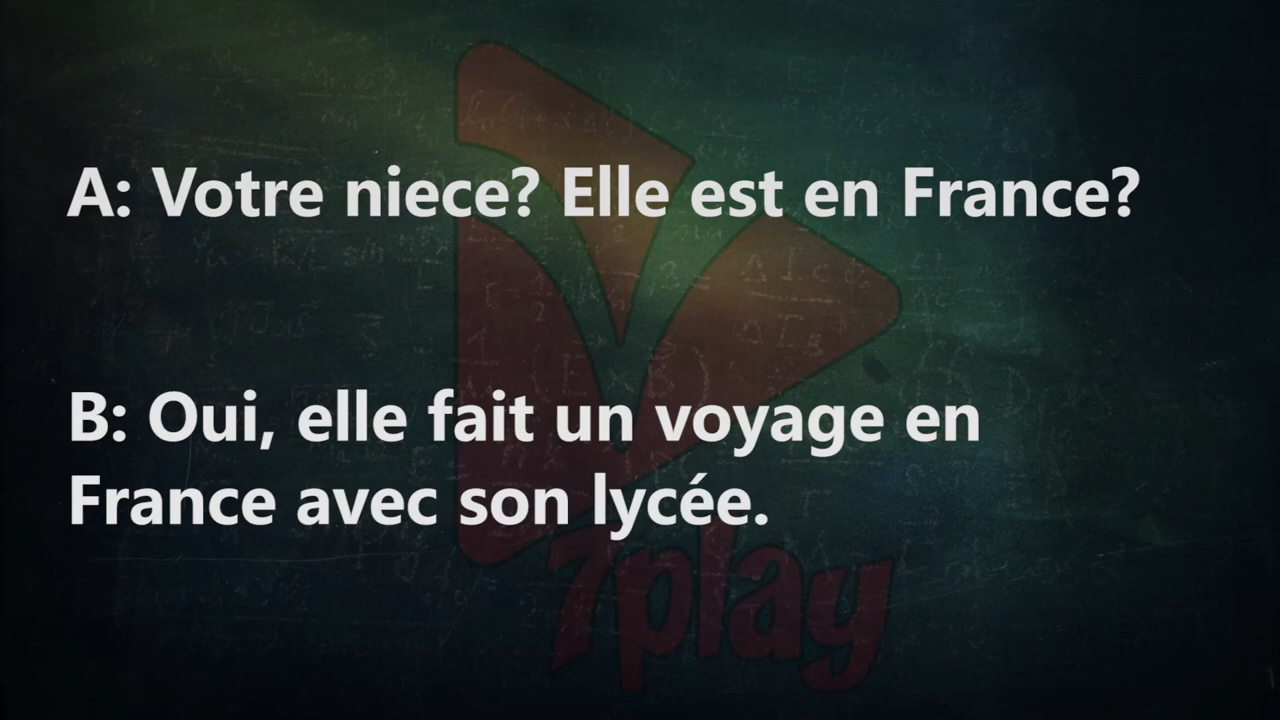 A: Votre niece? Elle est en France?
B: Oui, elle fait un voyage en
France avec son lycée.
7play